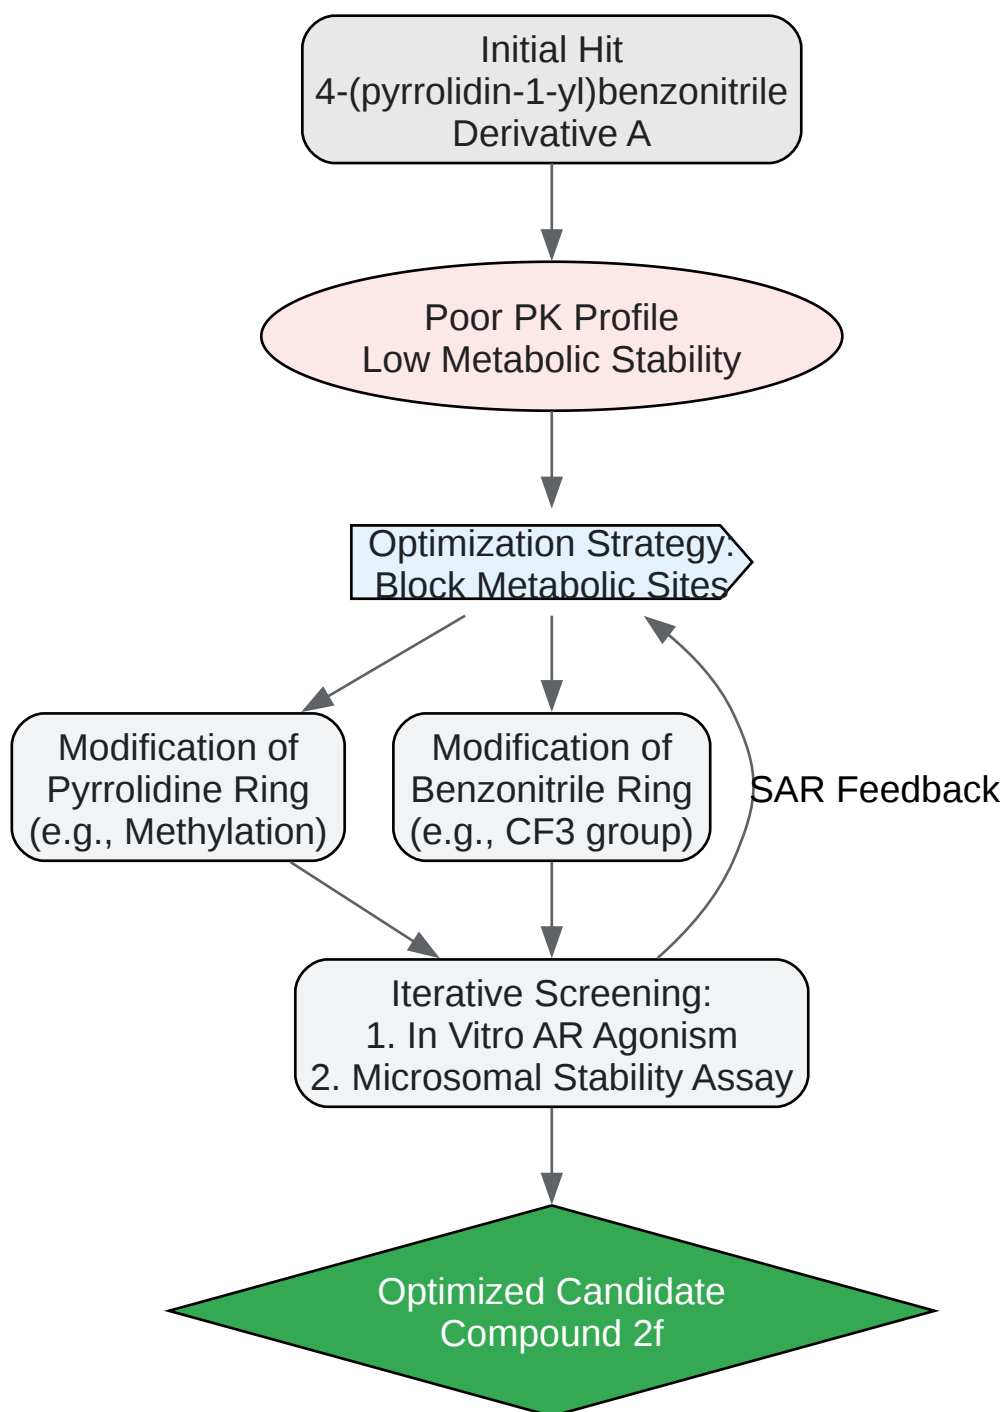 Initial Hit
4-(pyrrolidin-1-yl)benzonitrile
Derivative A
Poor PK Profile
Low Metabolic Stability
Optimization Strategy:
Block Metabolic Sites
Modification of
Pyrrolidine Ring
(e.g., Methylation)
Modification of
Benzonitrile Ring
(e.g., CF3 group)
SAR Feedback
Iterative Screening:
1. In Vitro AR Agonism
2. Microsomal Stability Assay
Optimized Candidate
Compound 2f